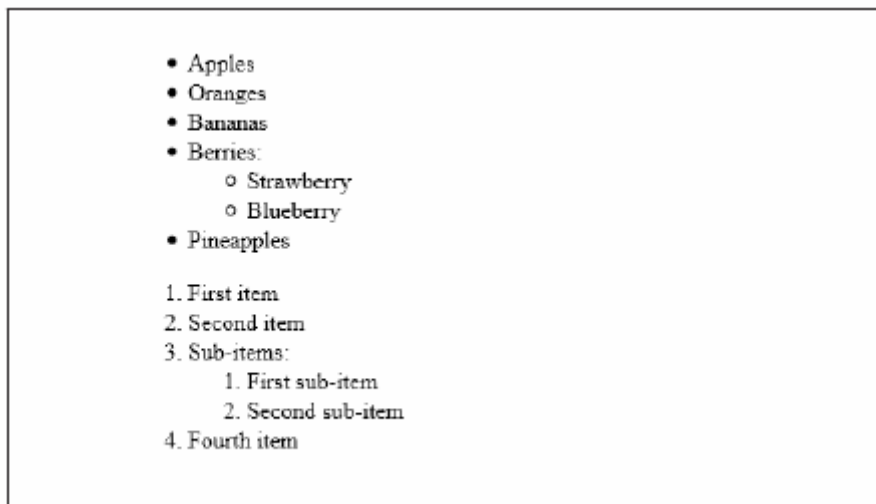 • Apples
• Oranges
• Bananas
• Berries:
○ Strawberry
○ Blueberry
• Pineapples
1. First item
2. Second item
3. Sub-items:
1. First sub-item
2. Second sub-item
4. Fourth item